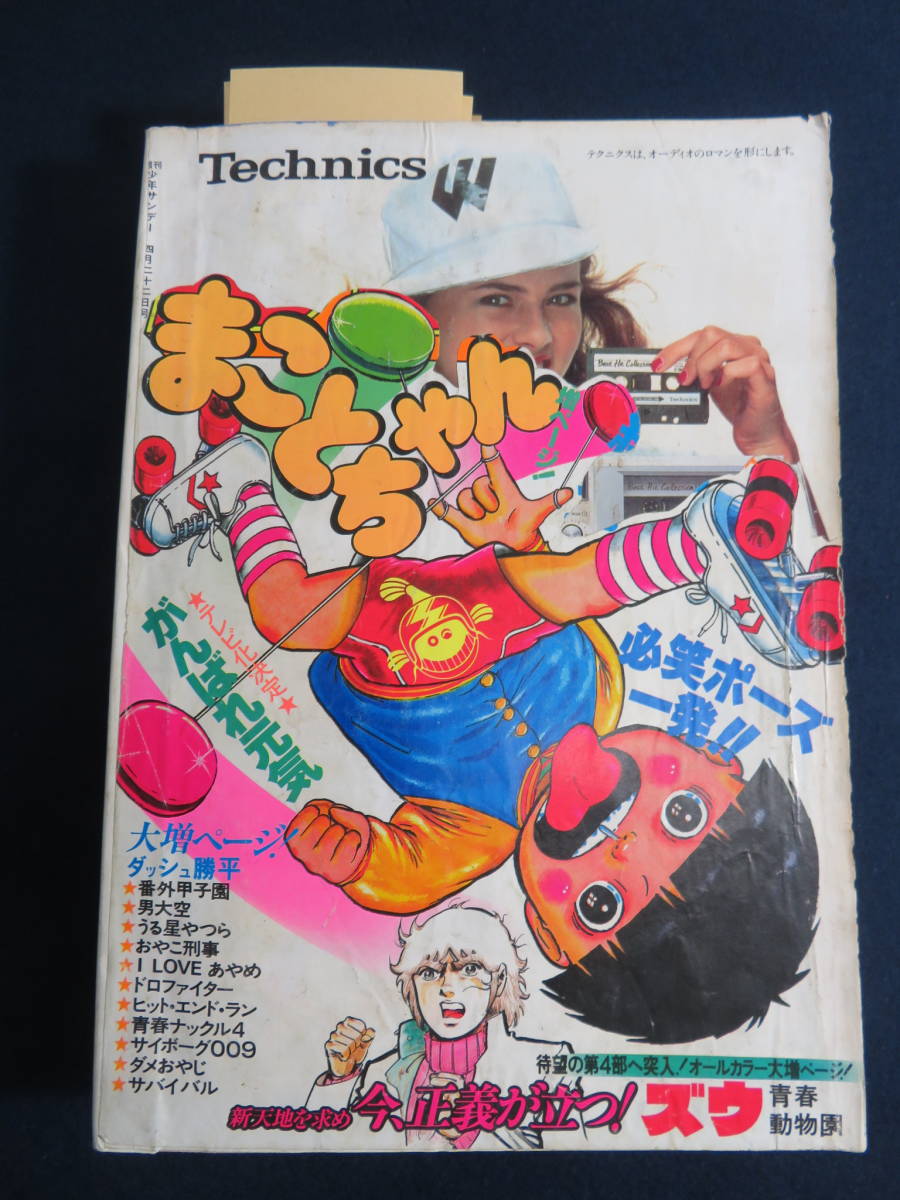 Technics
テクニクスは、オーディオのロマンを形にします。
少年サンデー 四月二十二日号
まことちゃん
Best Hit Collection
Technics
Best Hit Collection
★テレビ化決定★
がんばれ元気
必笑ポーズ
一発!!
大増ページ!
ダッシュ勝平
★番外甲子園
★男大空
★うる星やつら
★おやこ刑事
★I LOVE あやめ
★ドロファイター
★ヒット・エンド・ラン
★青春ナックル4
★サイボーグ009
★ダメおやじ
★サバイバル
待望の第4部へ突入!オールカラー大増ページ!
新天地を求め 今、正義が立つ!
ズウ 青春動物園